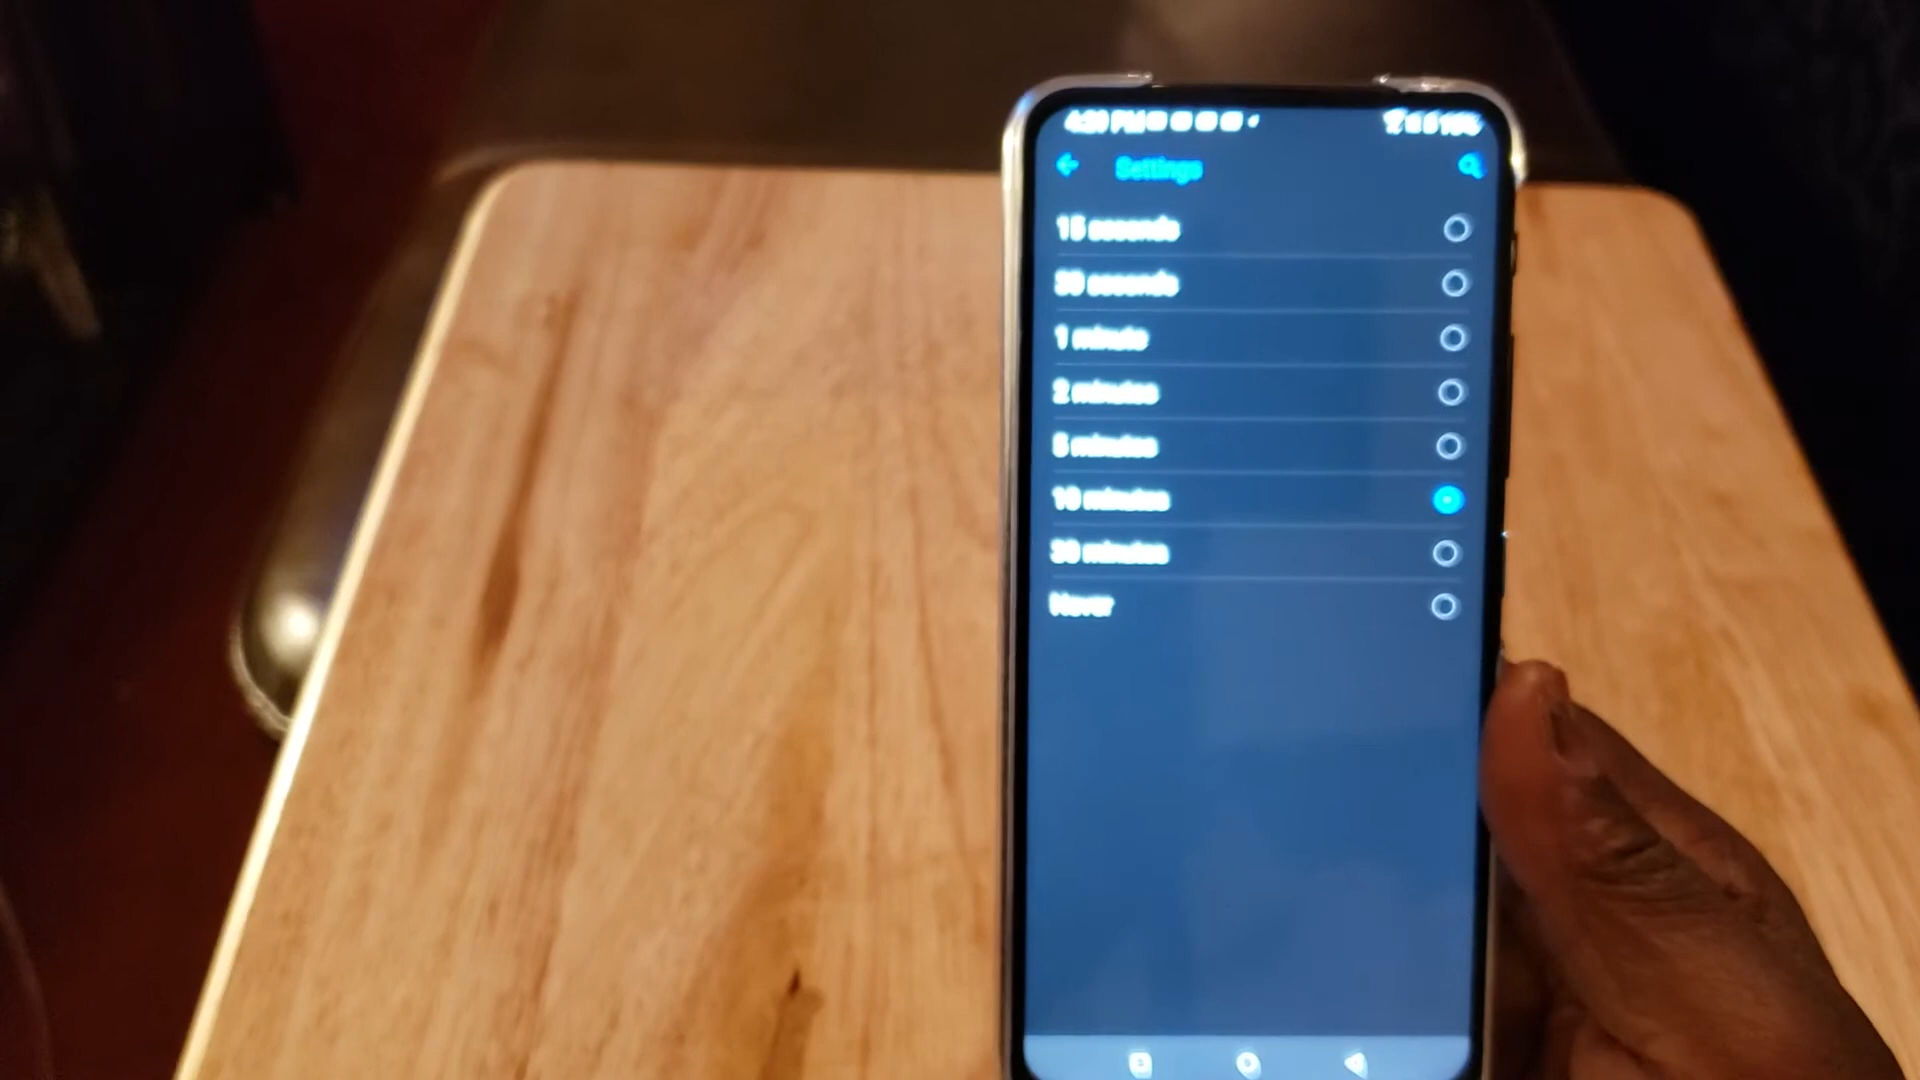 Settings
15 seconds
30 seconds
1 minute
2 minutes
5 minutes
10 minutes
30 minutes
Never